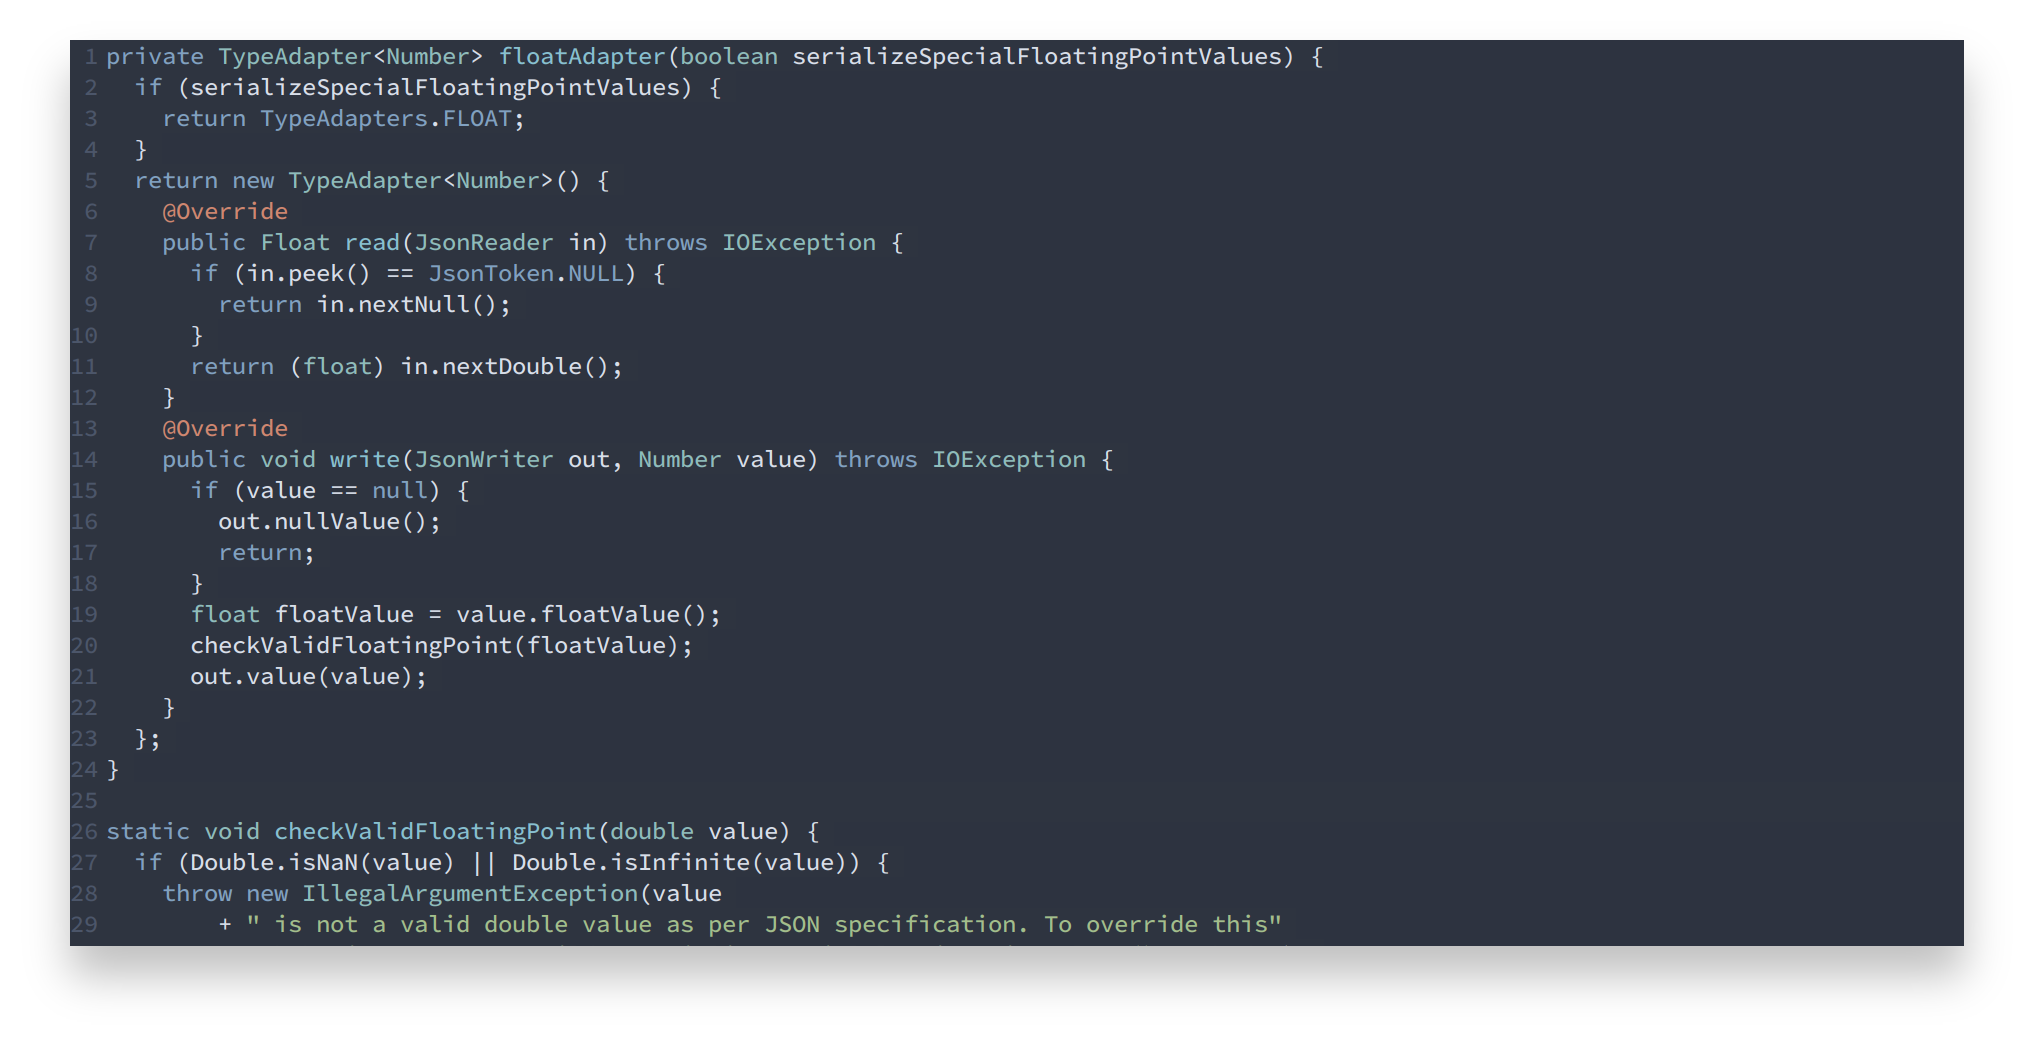 1 private TypeAdapter<Number> floatAdapter(boolean serializeSpecialFloatingPointValues) {
2   if (serializeSpecialFloatingPointValues) {
3     return TypeAdapters.FLOAT;
4   }
5   return new TypeAdapter<Number>() {
6     @Override
7     public Float read(JsonReader in) throws IOException {
8       if (in.peek() == JsonToken.NULL) {
9         return in.nextNull();
10       }
11       return (float) in.nextDouble();
12     }
13     @Override
14     public void write(JsonWriter out, Number value) throws IOException {
15       if (value == null) {
16         out.nullValue();
17         return;
18       }
19       float floatValue = value.floatValue();
20       checkValidFloatingPoint(floatValue);
21       out.value(value);
22     }
23   };
24 }
25
26 static void checkValidFloatingPoint(double value) {
27   if (Double.isNaN(value) || Double.isInfinite(value)) {
28     throw new IllegalArgumentException(value
29         + " is not a valid double value as per JSON specification. To override this"